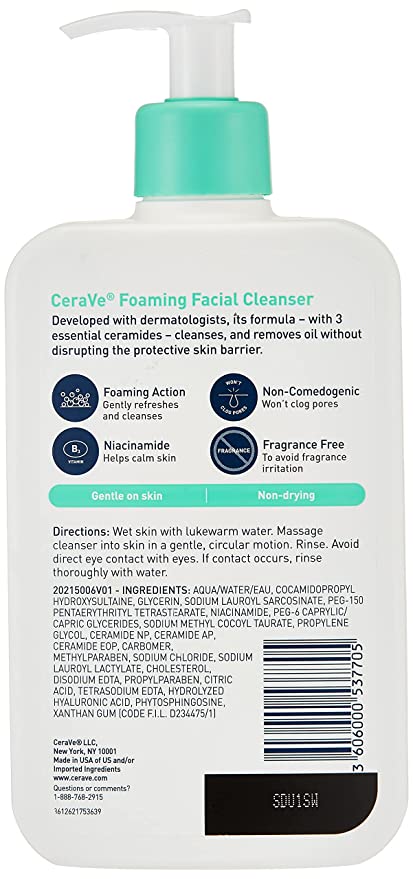 CeraVe® Foaming Facial Cleanser
Developed with dermatologists, its formula – with 3
essential ceramides – cleanses, and removes oil without
disrupting the protective skin barrier.
Foaming Action
Gently refreshes
and cleanses
WON'T
CLOG PORES
Non-Comedogenic
Won't clog pores
B3
VITAMIN
Niacinamide
Helps calm skin
FRAGRANCE
Fragrance Free
To avoid fragrance
irritation
Gentle on skin | Non-drying
Directions: Wet skin with lukewarm water. Massage
cleanser into skin in a gentle, circular motion. Rinse. Avoid
direct eye contact with eyes. If contact occurs, rinse
thoroughly with water.
20215006V01 - INGREDIENTS: AQUA/WATER/EAU, COCAMIDOPROPYL
HYDROXYSULTAINE, GLYCERIN, SODIUM LAUROYL SARCOSINATE, PEG-150
PENTAERYTHRITYL TETRASTEARATE, NIACINAMIDE, PEG-6 CAPRYLIC/
CAPRIC GLYCERIDES, SODIUM METHYL COCOYL TAURATE, PROPYLENE
GLYCOL, CERAMIDE NP, CERAMIDE AP,
CERAMIDE EOP, CARBOMER,
METHYLPARABEN, SODIUM CHLORIDE, SODIUM
LAUROYL LACTYLATE, CHOLESTEROL,
DISODIUM EDTA, PROPYLPARABEN, CITRIC
ACID, TETRASODIUM EDTA, HYDROLYZED
HYALURONIC ACID, PHYTOSPHINGOSINE,
XANTHAN GUM [CODE F.I.L. D234475/1]
CeraVe® LLC,
New York, NY 10001
Made in USA of US and/or
Imported Ingredients
www.cerave.com
Questions or comments?
1-888-768-2915
302621753639
3 606000 537705
SDU1SW